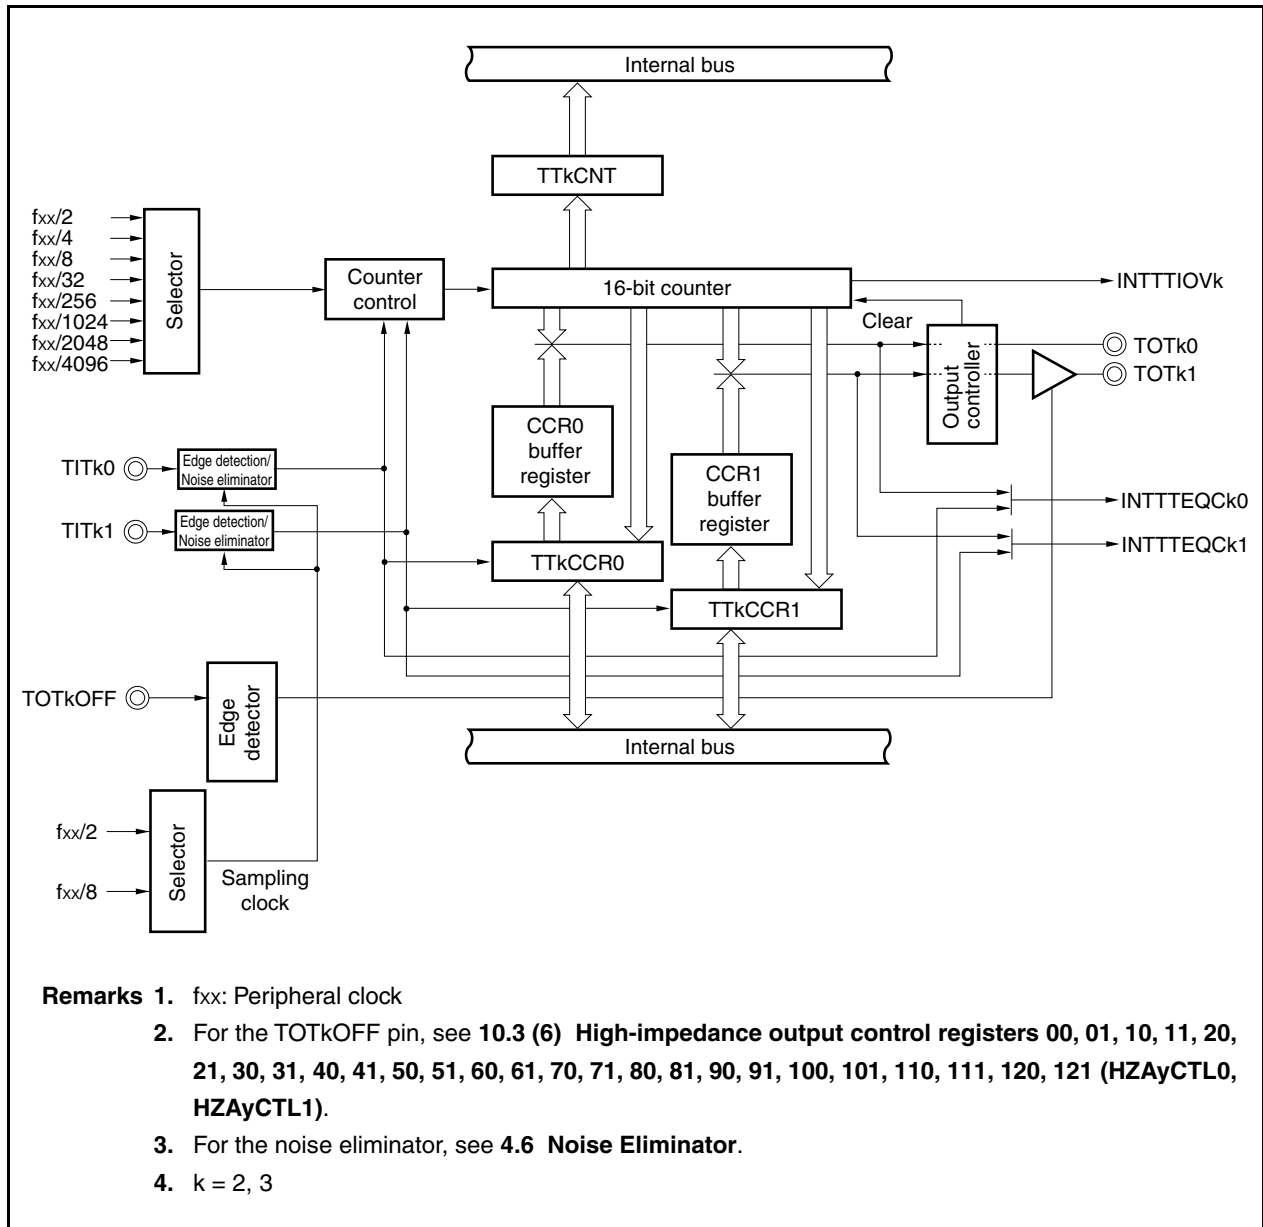 Internal bus
TTkCNT
fxx/2
fxx/4
fxx/8
fxx/32
fxx/256
fxx/1024
fxx/2048
fxx/4096
Selector
Counter
control
16-bit counter
INTTTIOVk
Clear
Output
controller
TOTk0
TOTk1
CCR0
buffer
register
CCR1
buffer
register
TITk0
Edge detection/
Noise eliminator
TITk1
Edge detection/
Noise eliminator
INTTTEQCk0
INTTTEQCk1
TTkCCR0
TTkCCR1
TOTkOFF
Edge
detector
Internal bus
fxx/2
fxx/8
Selector
Sampling
clock
Remarks 1. fxx: Peripheral clock
2. For the TOTkOFF pin, see 10.3 (6) High-impedance output control registers 00, 01, 10, 11, 20,
21, 30, 31, 40, 41, 50, 51, 60, 61, 70, 71, 80, 81, 90, 91, 100, 101, 110, 111, 120, 121 (HZAyCTL0,
HZAyCTL1).
3. For the noise eliminator, see 4.6 Noise Eliminator.
4. k = 2, 3